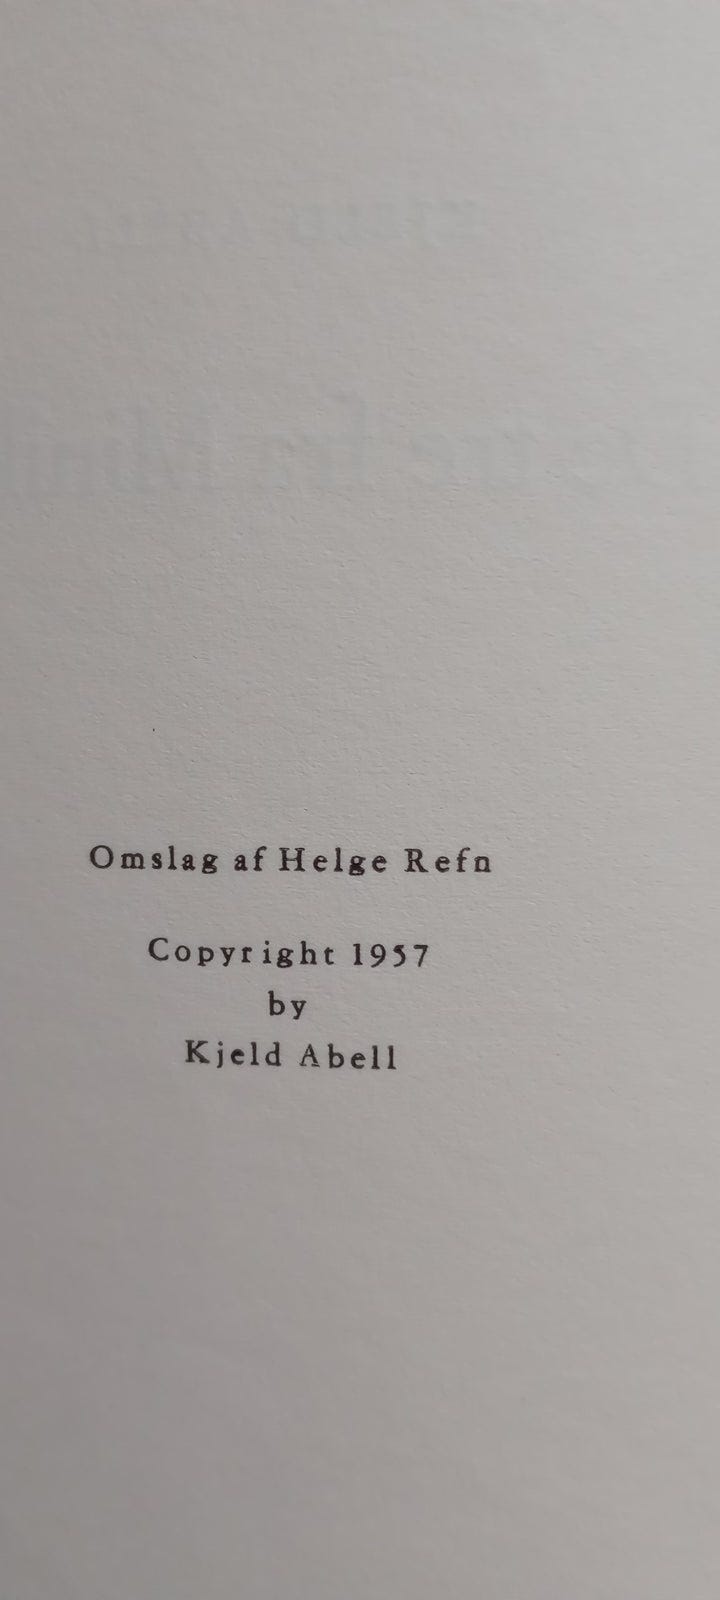 Omslag af Helge Refn
Copyright 1957
by
Kjeld Abell